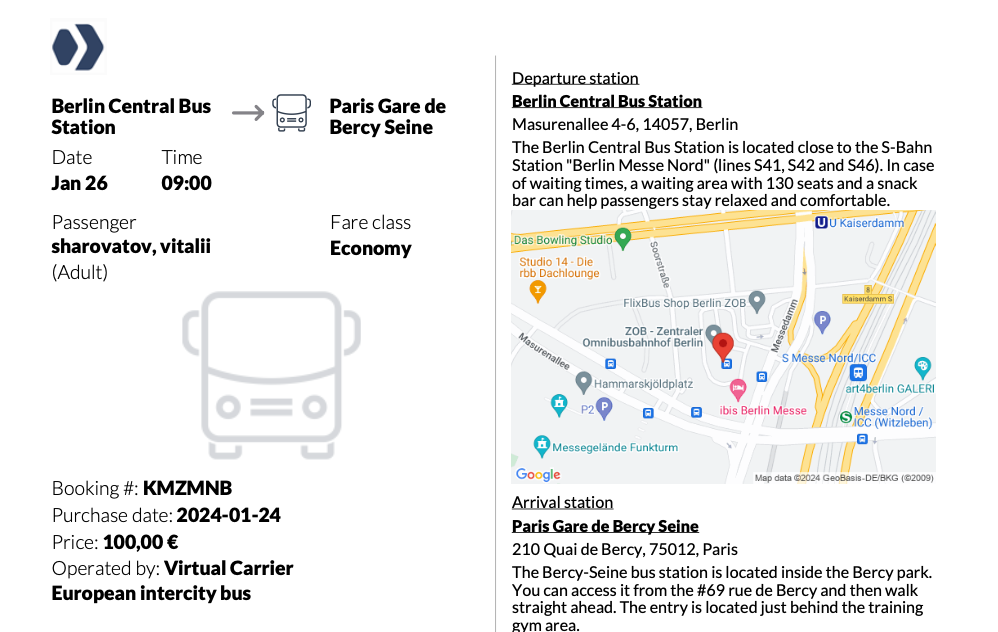 Berlin Central Bus
Station
Paris Gare de
Bercy Seine
Date
Time
Jan 26
09:00
Passenger
Fare class
sharovatov, vitalii
Economy
(Adult)
Booking #: KMZMNB
Purchase date: 2024-01-24
Price: 100,00 €
Operated by: Virtual Carrier
European intercity bus
Departure station
Berlin Central Bus Station
Masurenallee 4-6, 14057, Berlin
The Berlin Central Bus Station is located close to the S-Bahn
Station "Berlin Messe Nord" (lines S41, S42 and S46). In case
of waiting times, a waiting area with 130 seats and a snack
bar can help passengers stay relaxed and comfortable.
U Kaiserdamm
Das Bowling Studio
Soorstraße
Studio 14 - Die
rbb Dachlounge
8
Kaiserdamm S
FlixBus Shop Berlin ZOB
Messedamm
P
ZOB - Zentraler
Omnibusbahnhof Berlin
Masurenallee
S Messe Nord/ICC
Hammarskjöldplatz
art4berlin GALERI
ibis Berlin Messe
P2
P
Messe Nord /
ICC (Witzleben)
Messegelände Funkturm
Google
Map data ©2024 GeoBasis-DE/BKG (©2009)
Arrival station
Paris Gare de Bercy Seine
210 Quai de Bercy, 75012, Paris
The Bercy-Seine bus station is located inside the Bercy park.
You can access it from the #69 rue de Bercy and then walk
straight ahead. The entry is located just behind the training
gym area.